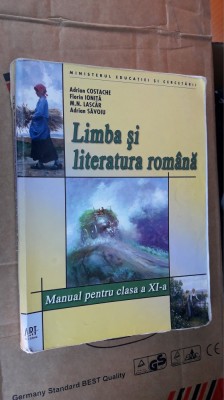 MINISTERUL EDUCAȚIEI ȘI CERCETĂRII
Adrian COSTACHE
Florin IONIȚĂ
M.N. LASCĂR
Adrian SĂVOIU
Limba și
literatura română
Manual pentru clasa a XI-a
ART
Germany Standard BEST Quality